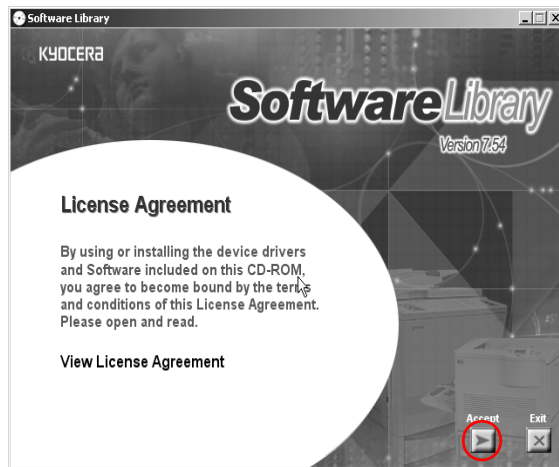 Software Library
KYOCERA
SoftwareLibrary
Version 7.54
License Agreement
By using or installing the device drivers
and Software included on this CD-ROM,
you agree to become bound by the terms
and conditions of this License Agreement.
Please open and read.
View License Agreement
Accept
Exit